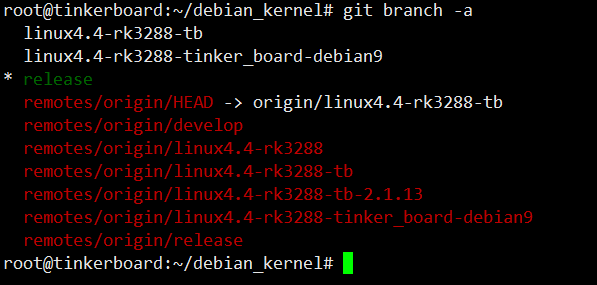 root@tinkerboard:~/debian_kernel# git branch -a
  linux4.4-rk3288-tb
  linux4.4-rk3288-tinker_board-debian9
* release
  remotes/origin/HEAD -> origin/linux4.4-rk3288-tb
  remotes/origin/develop
  remotes/origin/linux4.4-rk3288
  remotes/origin/linux4.4-rk3288-tb
  remotes/origin/linux4.4-rk3288-tb-2.1.13
  remotes/origin/linux4.4-rk3288-tinker_board-debian9
  remotes/origin/release
root@tinkerboard:~/debian_kernel#